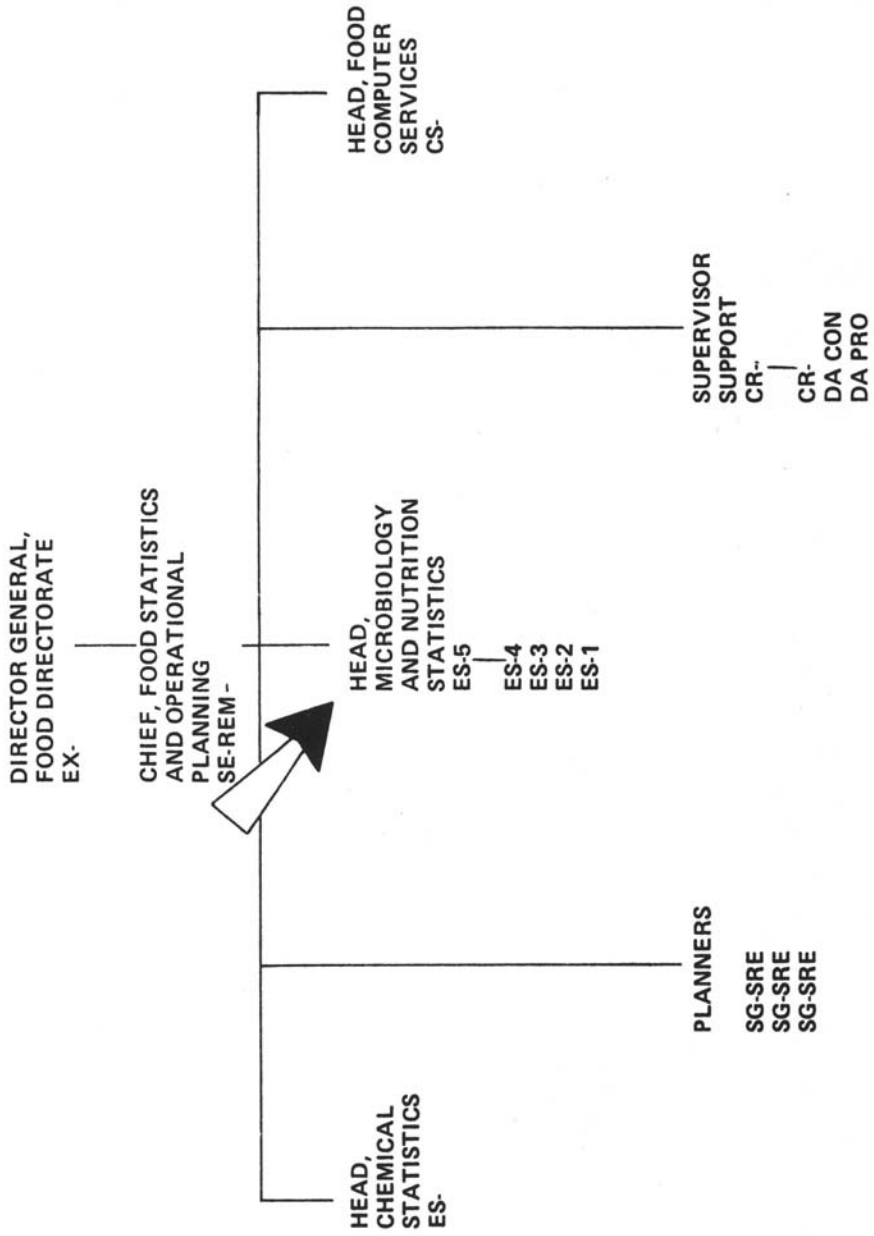 DIRECTOR GENERAL,
FOOD DIRECTORATE
EX-
CHIEF, FOOD STATISTICS
AND OPERATIONAL
PLANNING
SE-REM -
HEAD,
CHEMICAL
STATISTICS
ES-
PLANNERS
SG-SRE
SG-SRE
SG-SRE
HEAD,
MICROBIOLOGY
AND NUTRITION
STATISTICS
ES-5
ES-4
ES-3
ES-2
ES-1
SUPERVISOR
SUPPORT
CR-
CR-
DA CON
DA PRO
HEAD, FOOD
COMPUTER
SERVICES
CS-